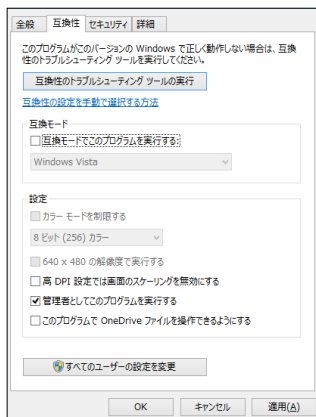 全般 互換性 セキュリティ 詳細
このプログラムがこのバージョンの Windows で正しく動作しない場合は、互換
性のトラブルシューティング ツールを実行してください。
互換性のトラブルシューティング ツールの実行
互換性の設定を手動で選択する方法
互換モード
互換モードでこのプログラムを実行する:
Windows Vista
設定
カラー モードを制限する
8 ビット (256) カラー
640 x 480 の解像度で実行する
高 DPI 設定では画面のスケーリングを無効にする
管理者としてこのプログラムを実行する
このプログラムで OneDrive ファイルを操作できるようにする
すべてのユーザーの設定を変更
OK キャンセル 適用(A)